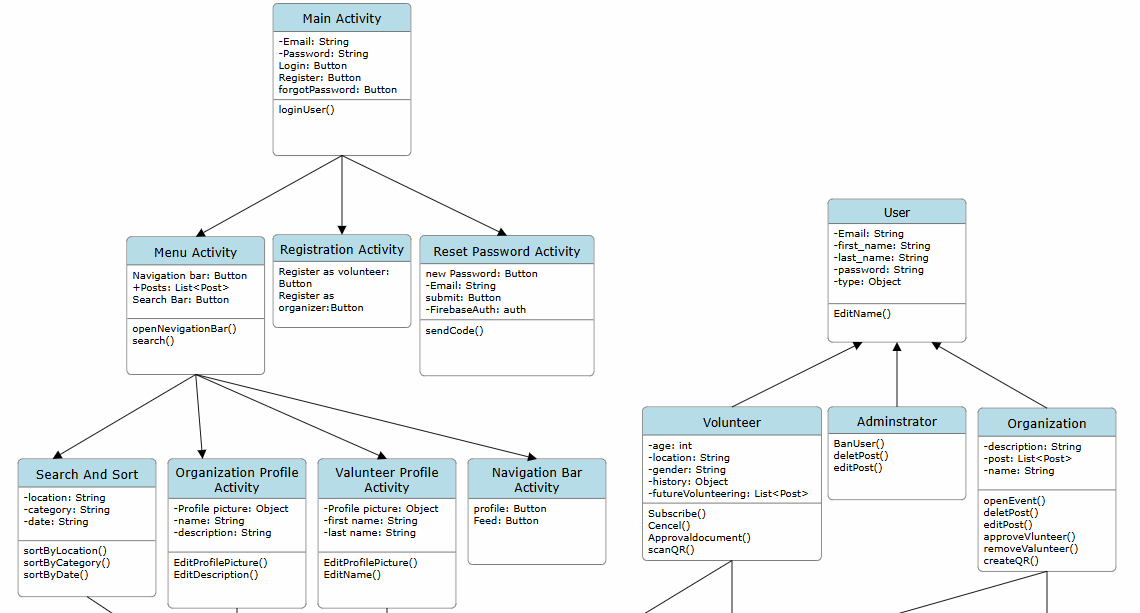 Main Activity
-Email: String
-Password: String
Login: Button
Register: Button
forgotPassword: Button
loginUser()
Menu Activity
Navigation bar: Button
+Posts: List<Post>
Search Bar: Button
openNevigationBar()
search()
Registration Activity
Register as volunteer:
Button
Register as
organizer:Button
Reset Password Activity
new Password: Button
-Email: String
submit: Button
-FirebaseAuth: auth
sendCode()
User
-Email: String
-first_name: String
-last_name: String
-password: String
-type: Object
EditName()
Search And Sort
-location: String
-category: String
-date: String
sortByLocation()
sortByCategory()
sortByDate()
Organization Profile
Activity
-Profile picture: Object
-name: String
-description: String
EditProfilePicture()
EditDescription()
Valunteer Profile
Activity
-Profile picture: Object
-first name: String
-last name: String
EditProfilePicture()
EditName()
Navigation Bar
Activity
profile: Button
Feed: Button
Volunteer
-age: int
-location: String
-gender: String
-history: Object
-futureVolunteering: List<Post>
Subscribe()
Cencel()
Approvaldocument()
scanQR()
Adminstrator
BanUser()
deletPost()
editPost()
Organization
-description: String
-post: List<Post>
-name: String
openEvent()
deletPost()
editPost()
approveVlunteer()
removeValunteer()
createQR()